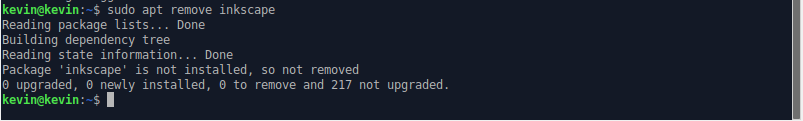 kevin@kevin:~$ sudo apt remove inkscape
Reading package lists... Done
Building dependency tree
Reading state information... Done
Package 'inkscape' is not installed, so not removed
0 upgraded, 0 newly installed, 0 to remove and 217 not upgraded.
kevin@kevin:~$